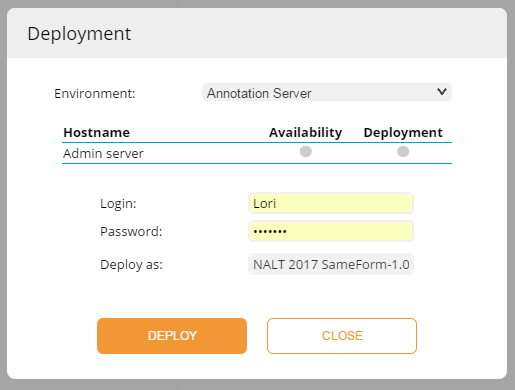 Deployment
Environment: Annotation Server
Hostname Availability Deployment
Admin server
Login: Lori
Password: •••••••
Deploy as: NALT 2017 SameForm-1.0
DEPLOY CLOSE